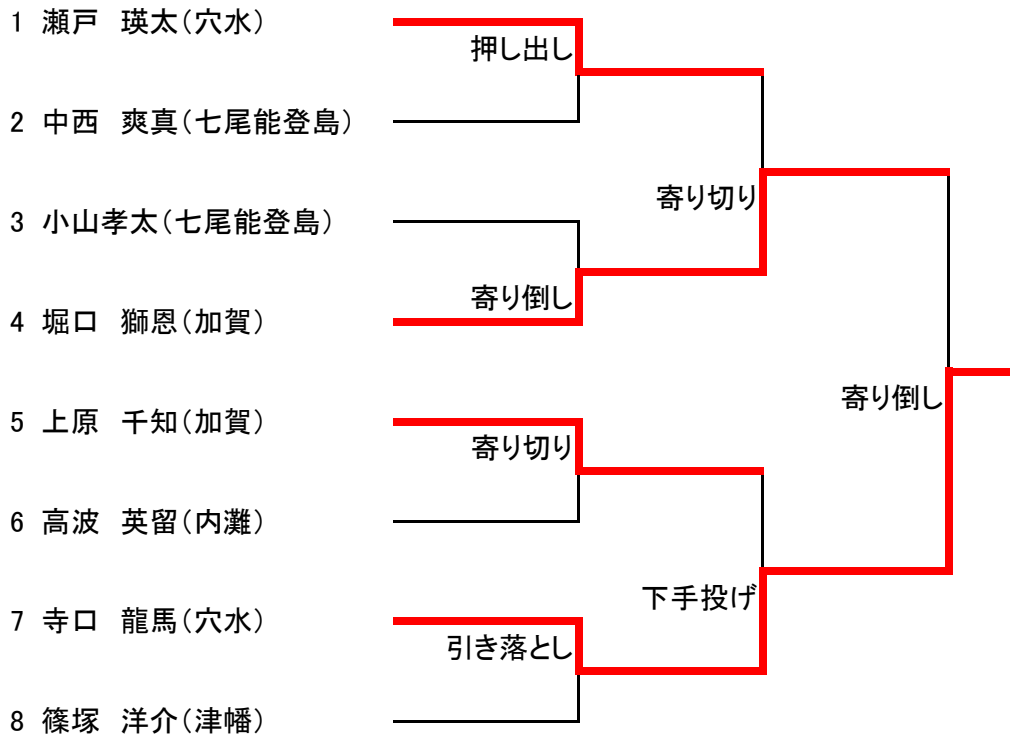 1 瀬戸 瑛太(穴水)
押し出し
2 中西 爽真(七尾能登島)
寄り切り
3 小山孝太(七尾能登島)
寄り倒し
4 堀口 獅恩(加賀)
寄り倒し
5 上原 千知(加賀)
寄り切り
6 高波 英留(内灘)
下手投げ
7 寺口 龍馬(穴水)
引き落とし
8 篠塚 洋介(津幡)